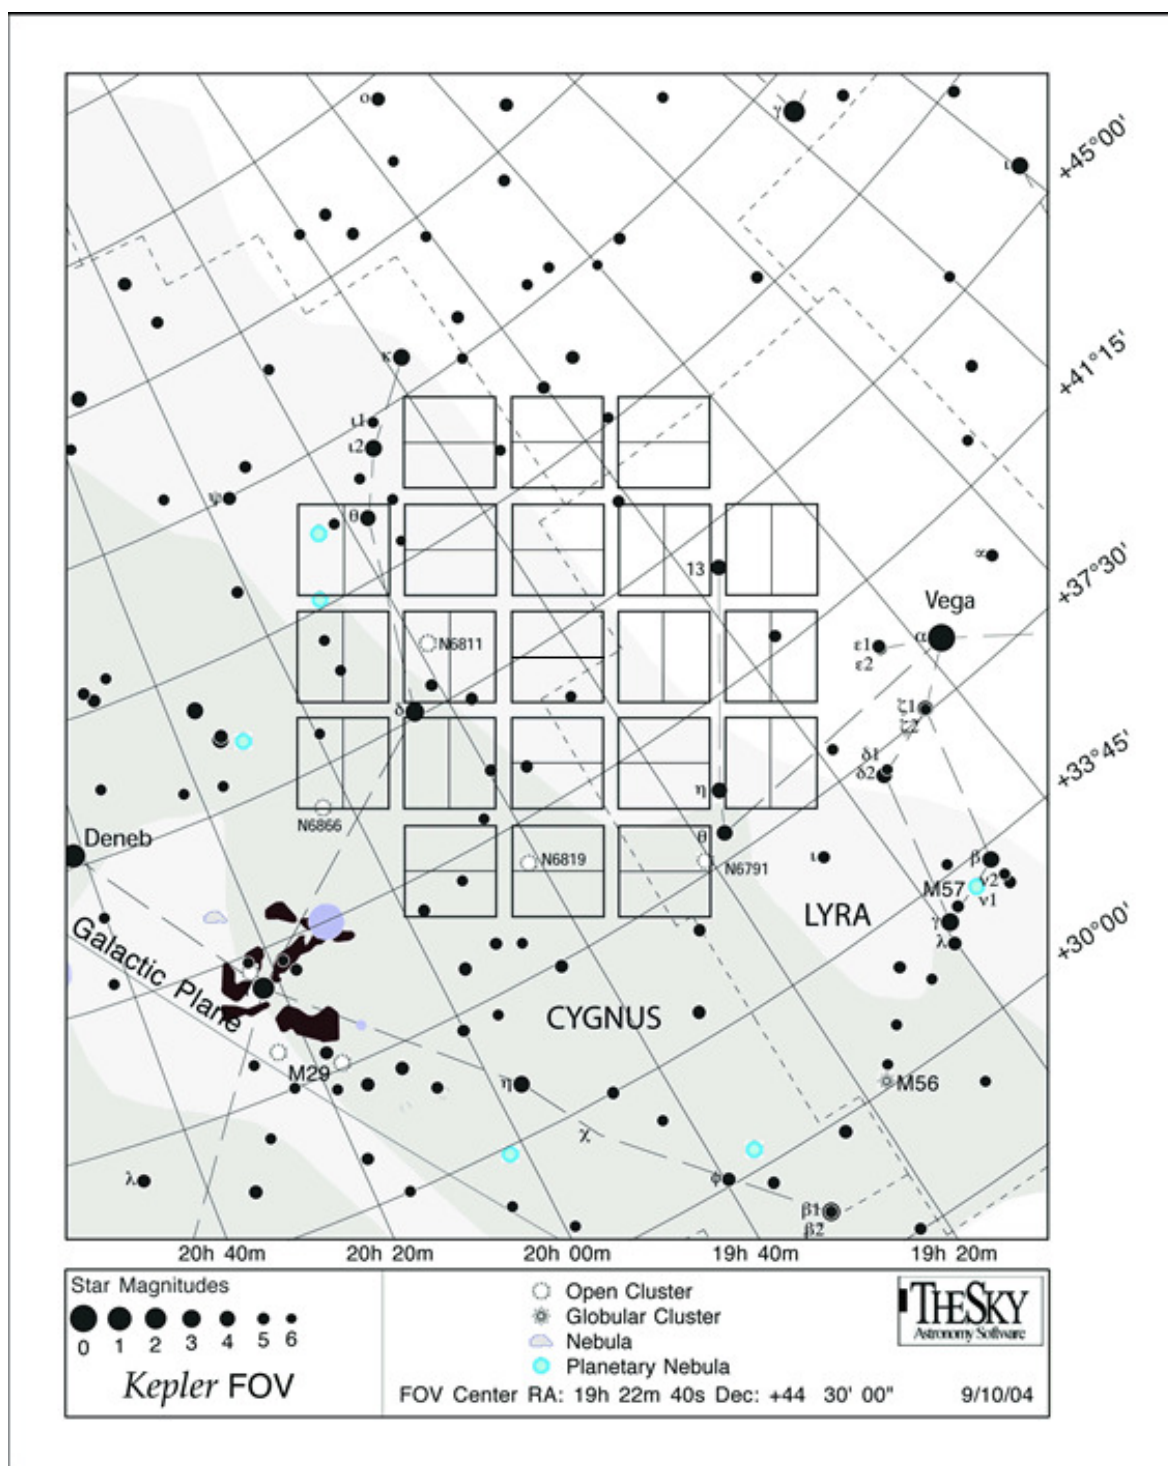 ο
γ
ι
+45°00'
κ
+41°15'
ι1
ι2
ψ
θ
α
13
+37°30'
Vega
α
ε1
ε2
N6811
ζ1
ζ2
δ
δ1
δ2
+33°45'
η
N6866
θ
Deneb
N6819
N6791
ι
β
ν2
M57
ν1
γ
LYRA
λ
+30°00'
Galactic Plane
CYGNUS
M29
η
M56
χ
λ
φ
β1
β2
20h 40m 20h 20m 20h 00m 19h 40m 19h 20m
Star Magnitudes
0 1 2 3 4 5 6
Kepler FOV
Open Cluster
Globular Cluster
Nebula
Planetary Nebula
FOV Center RA: 19h 22m 40s Dec: +44 30' 00" 9/10/04
THESKY
Astronomy Software